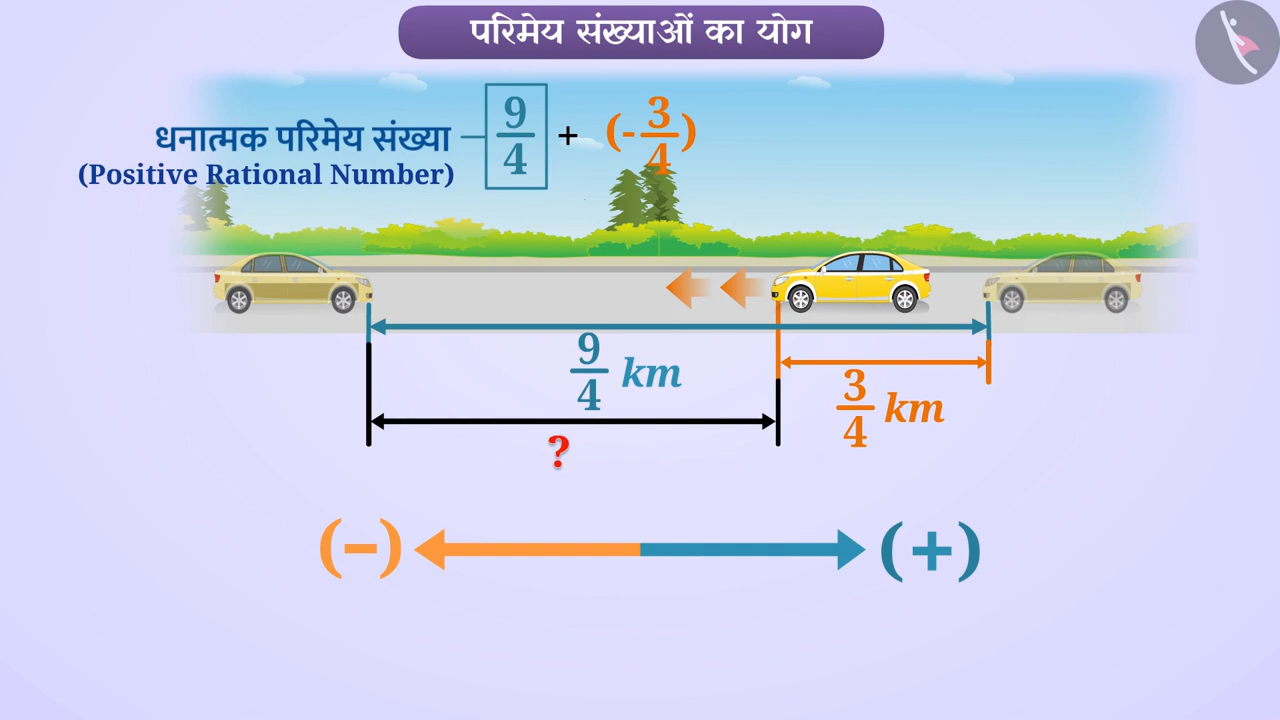 परिमेय संख्याओं का योग
धनात्मक परिमेय संख्या
(Positive Rational Number)
9/4 + (-3/4)
9/4 km
3/4 km
?
(−) (+)